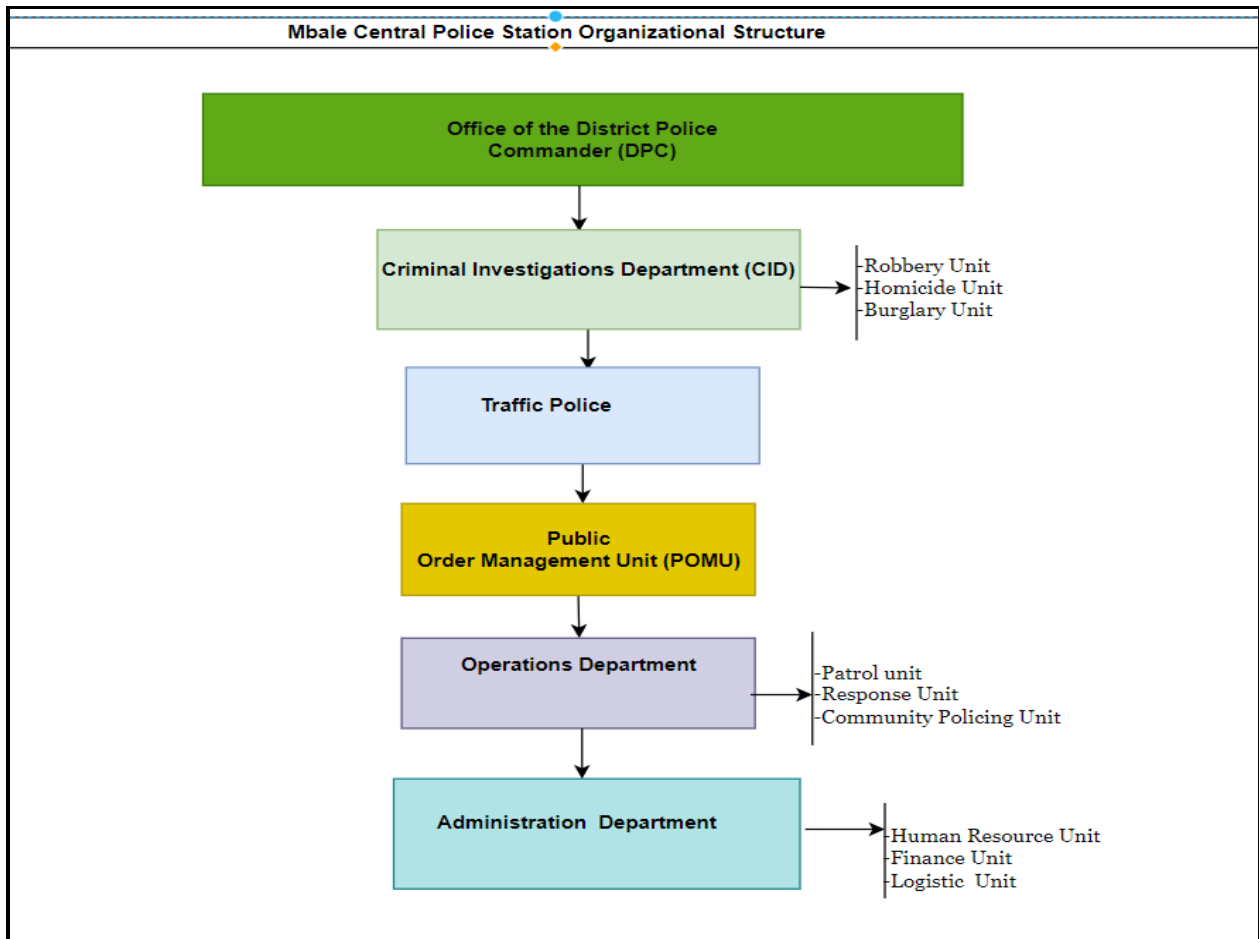 Mbale Central Police Station Organizational Structure
Office of the District Police
Commander (DPC)
Criminal Investigations Department (CID)
-Robbery Unit
-Homicide Unit
-Burglary Unit
Traffic Police
Public
Order Management Unit (POMU)
Operations Department
-Patrol unit
-Response Unit
-Community Policing Unit
Administration Department
-Human Resource Unit
-Finance Unit
-Logistic Unit